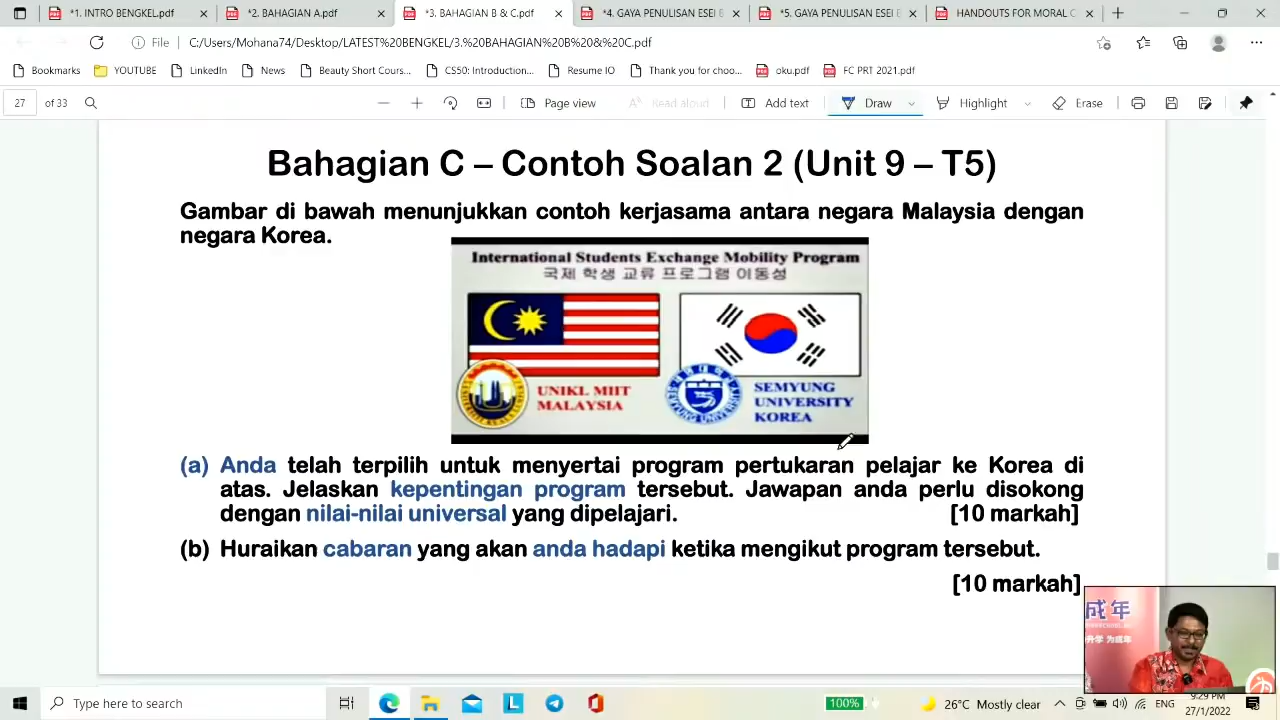 *1. INTRO BENGKEL.pdf
*2. BAHAGIAN A.pdf
*3. BAHAGIAN B & C.pdf
*4. GAYA PENULISAN ESEI B
*5. GAYA PENULISAN ESEI B
HANDOUTS FOR MORAL C
File
C:/Users/Mohana74/Desktop/LATEST%20BENGKEL/3.%20BAHAGIAN%20B%20&%20C.pdf
Bookmarks
YOUTUBE
LinkedIn
News
Beauty Short Cours...
CS50: Introduction...
Resume IO
Thank you for choo...
oku.pdf
FC PRT 2021.pdf
27 of 33
Page view
Read aloud
Add text
Draw
Highlight
Erase
Bahagian C – Contoh Soalan 2 (Unit 9 – T5)
Gambar di bawah menunjukkan contoh kerjasama antara negara Malaysia dengan
negara Korea.
International Students Exchange Mobility Program
국제 학생 교류 프로그램 이동성
UNIKL MIIT
MALAYSIA
SEMYUNG
UNIVERSITY
KOREA
(a) Anda telah terpilih untuk menyertai program pertukaran pelajar ke Korea di
atas. Jelaskan kepentingan program tersebut. Jawapan anda perlu disokong
dengan nilai-nilai universal yang dipelajari. [10 markah]
(b) Huraikan cabaran yang akan anda hadapi ketika mengikut program tersebut.
[10 markah]
成年
Type here to search
100%
26°C Mostly clear
ENG
9:29 PM
27/1/2022